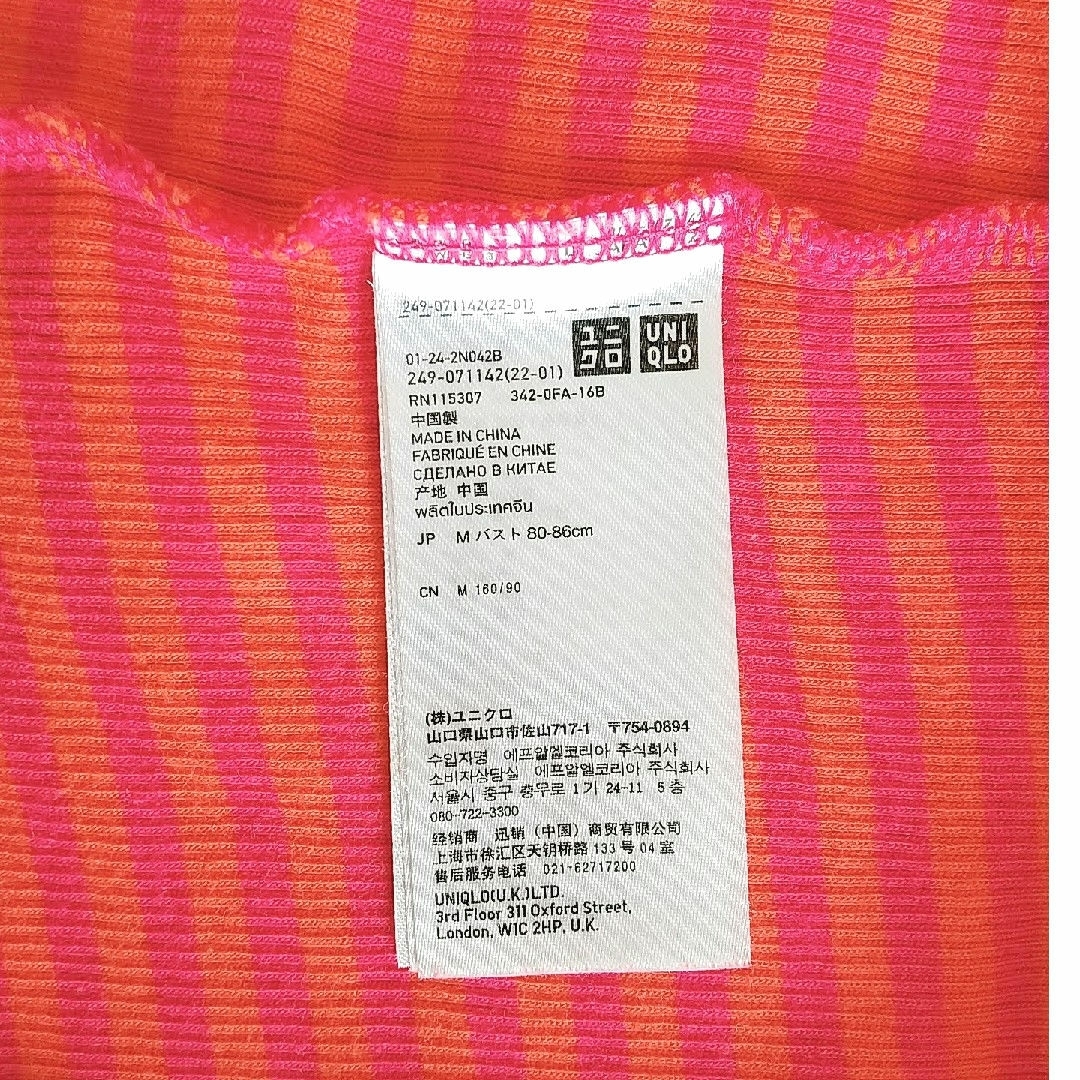 249-071142(22-01)
ユニクロ UNIQLO
01-24-2N042B
249-071142(22-01)
RN115307 342-0FA-16B
中国製
MADE IN CHINA
FABRIQUÉ EN CHINE
СДЕЛАНО В КИТАЕ
产地 中国
ผลิตในประเทศจีน
JP M バスト 80-86cm
CN M 160/90
(株)ユニクロ
山口県山口市佐山717-1 〒754-0894
수입자명 에프알엘코리아 주식회사
소비자상담실 에프알엘코리아 주식회사
서울시 중구 충무로 1가 24-11 5층
080-722-3300
经销商 迅销（中国）商贸有限公司
上海市徐汇区天钥桥路 133 号 04 室
售后服务电话 021-62717200
UNIQLO(U.K.)LTD.
3rd Floor 311 Oxford Street,
London, W1C 2HP, U.K.